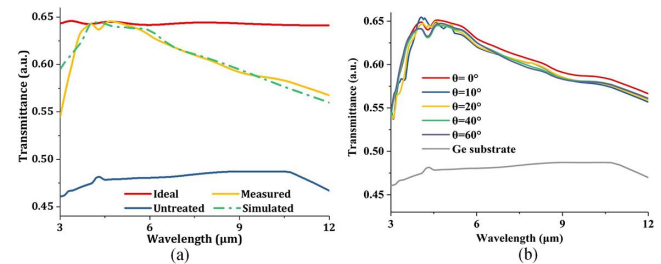 0.65
0.60
0.55
0.50
0.45
Transmittance (a.u.)
Ideal
Measured
Untreated
Simulated
3
6
9
12
Wavelength (μm)
(a)
0.65
0.60
0.55
0.50
0.45
Transmittance (a.u.)
θ= 0°
θ=10°
θ=20°
θ=40°
θ=60°
Ge substrate
3
6
9
12
Wavelength (μm)
(b)